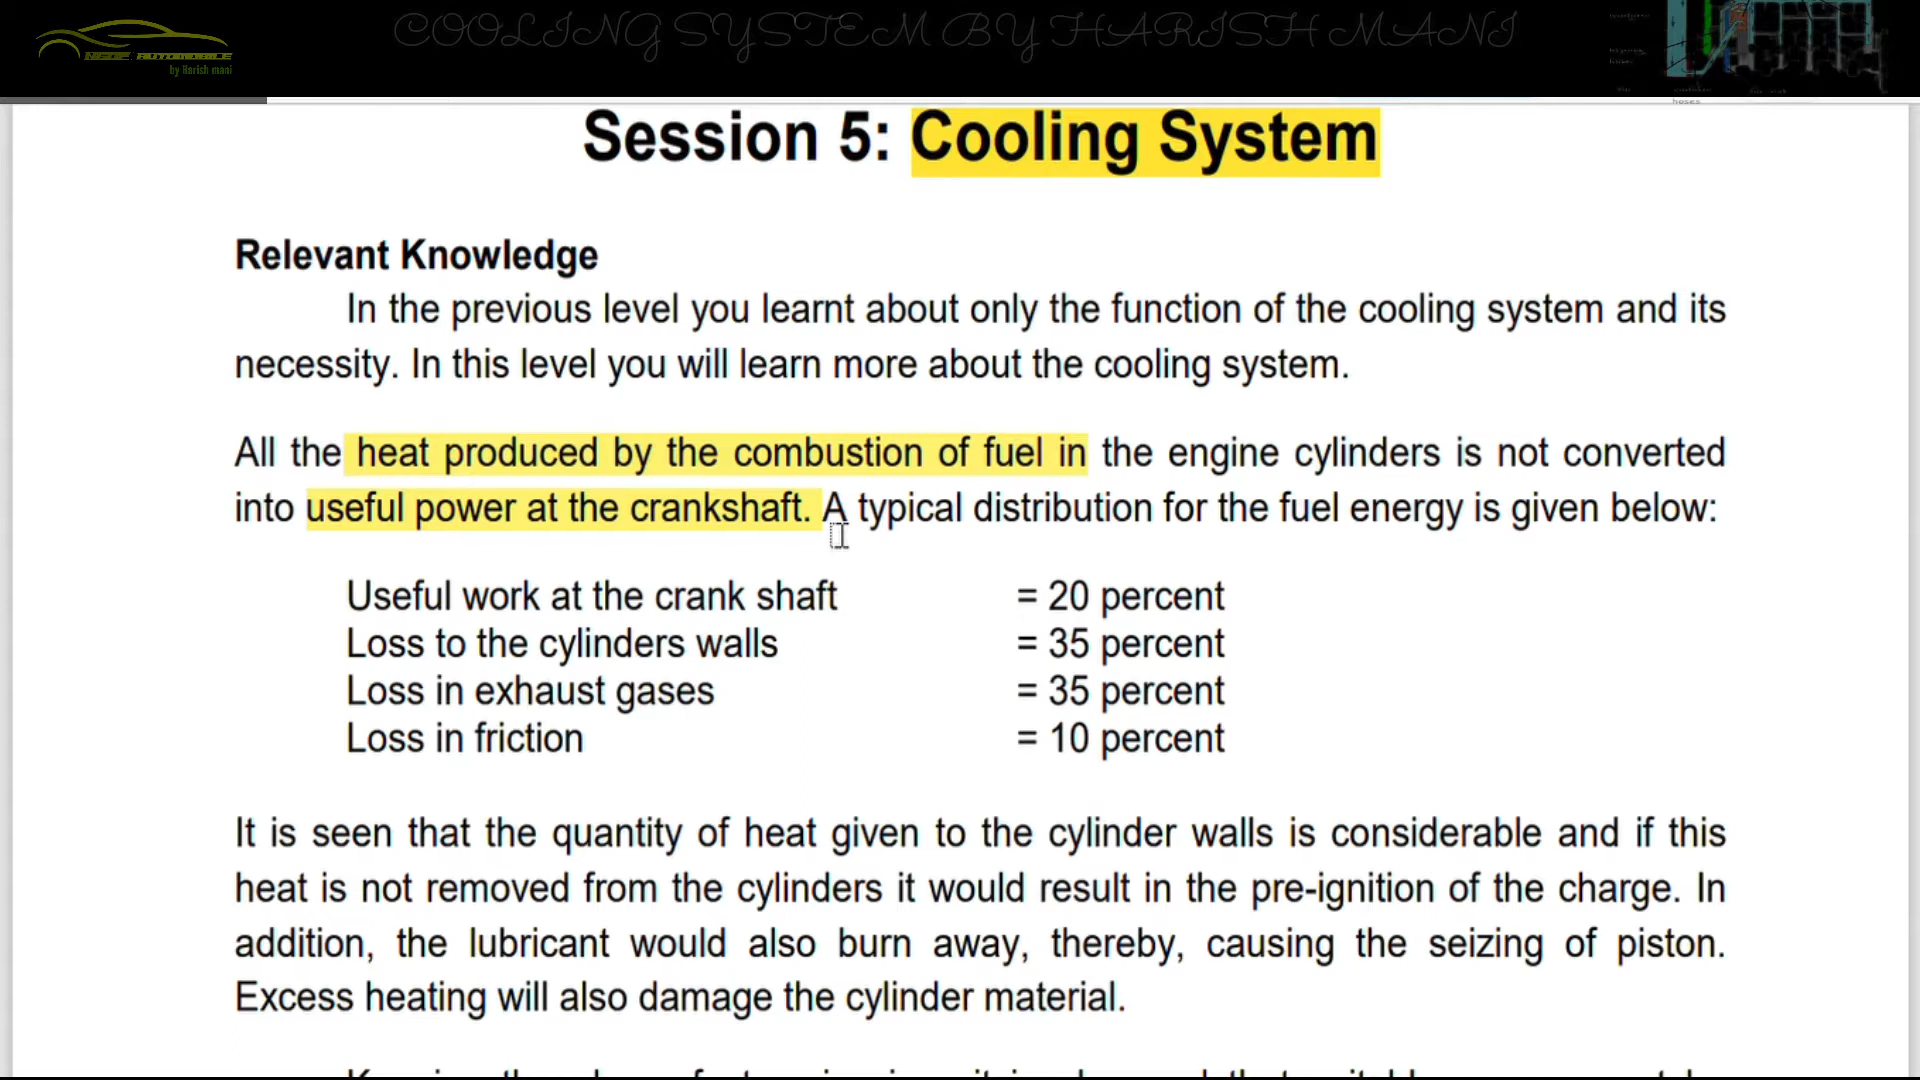 COOLING SYSTEM BY HARISH MANI
NSQF AUTOMOBILE
by Harish mani
hoses
Session 5: Cooling System
Relevant Knowledge
In the previous level you learnt about only the function of the cooling system and its
necessity. In this level you will learn more about the cooling system.
All the heat produced by the combustion of fuel in the engine cylinders is not converted
into useful power at the crankshaft. A typical distribution for the fuel energy is given below:
Useful work at the crank shaft = 20 percent
Loss to the cylinders walls = 35 percent
Loss in exhaust gases = 35 percent
Loss in friction = 10 percent
It is seen that the quantity of heat given to the cylinder walls is considerable and if this
heat is not removed from the cylinders it would result in the pre-ignition of the charge. In
addition, the lubricant would also burn away, thereby, causing the seizing of piston.
Excess heating will also damage the cylinder material.